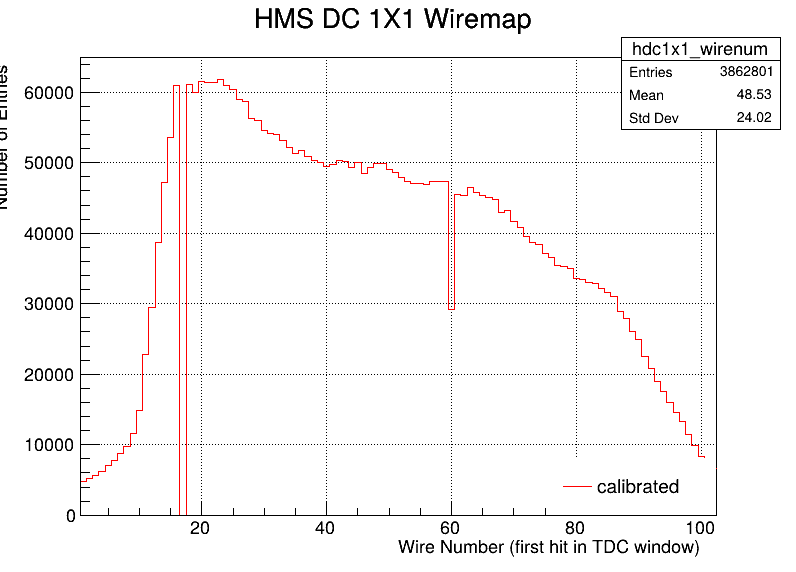 HMS DC 1X1 Wiremap
hdc1x1_wirenum
Entries 3862801
Mean 48.53
Std Dev 24.02
Number of Entries
60000
50000
40000
30000
20000
10000
0
calibrated
20 40 60 80 100
Wire Number (first hit in TDC window)